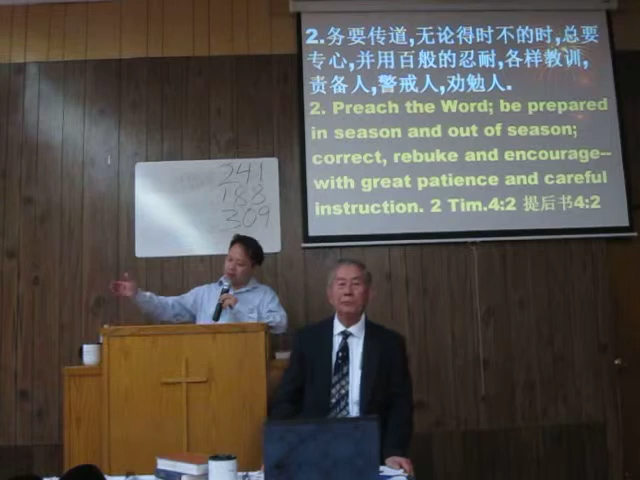 2.务要传道,无论得时不的时,总要
专心,并用百般的忍耐,各样教训,
责备人,警戒人,劝勉人.
2. Preach the Word; be prepared
in season and out of season;
correct, rebuke and encourage--
with great patience and careful
instruction. 2 Tim.4:2 提后书4:2
241
188
309